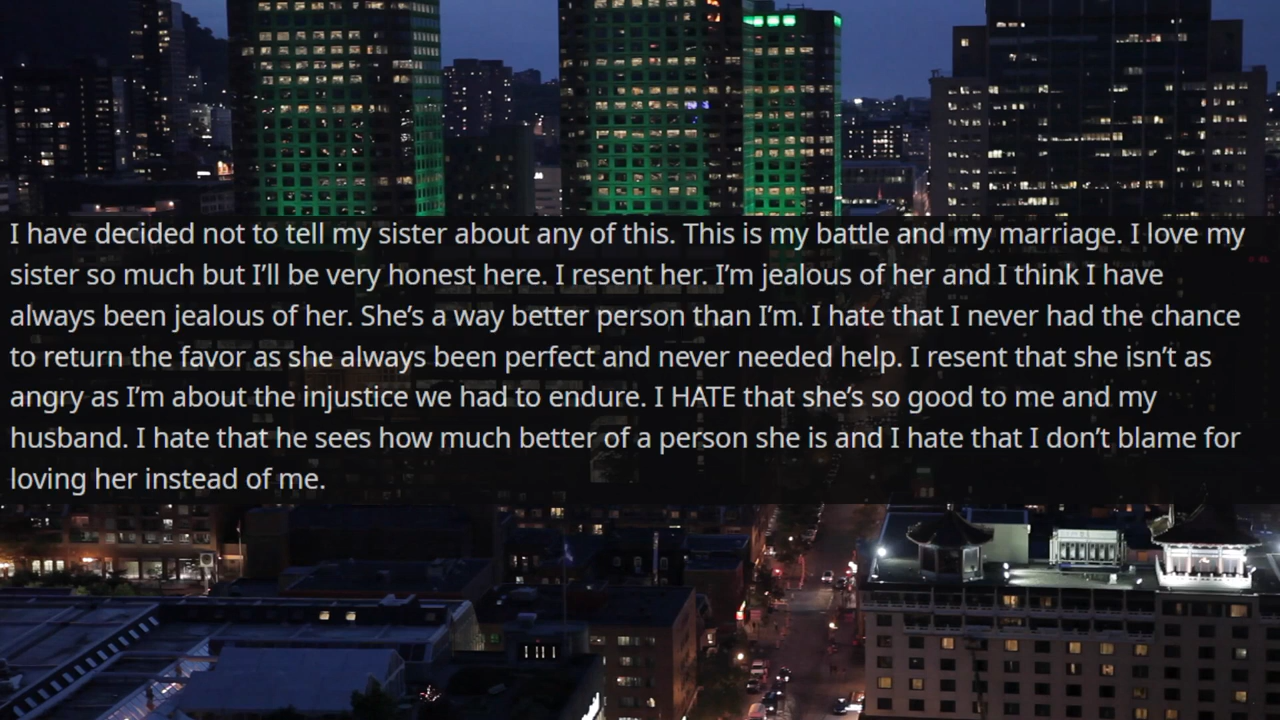 I have decided not to tell my sister about any of this. This is my battle and my marriage. I love my
sister so much but I’ll be very honest here. I resent her. I’m jealous of her and I think I have
always been jealous of her. She’s a way better person than I’m. I hate that I never had the chance
to return the favor as she always been perfect and never needed help. I resent that she isn’t as
angry as I’m about the injustice we had to endure. I HATE that she’s so good to me and my
husband. I hate that he sees how much better of a person she is and I hate that I don’t blame for
loving her instead of me.